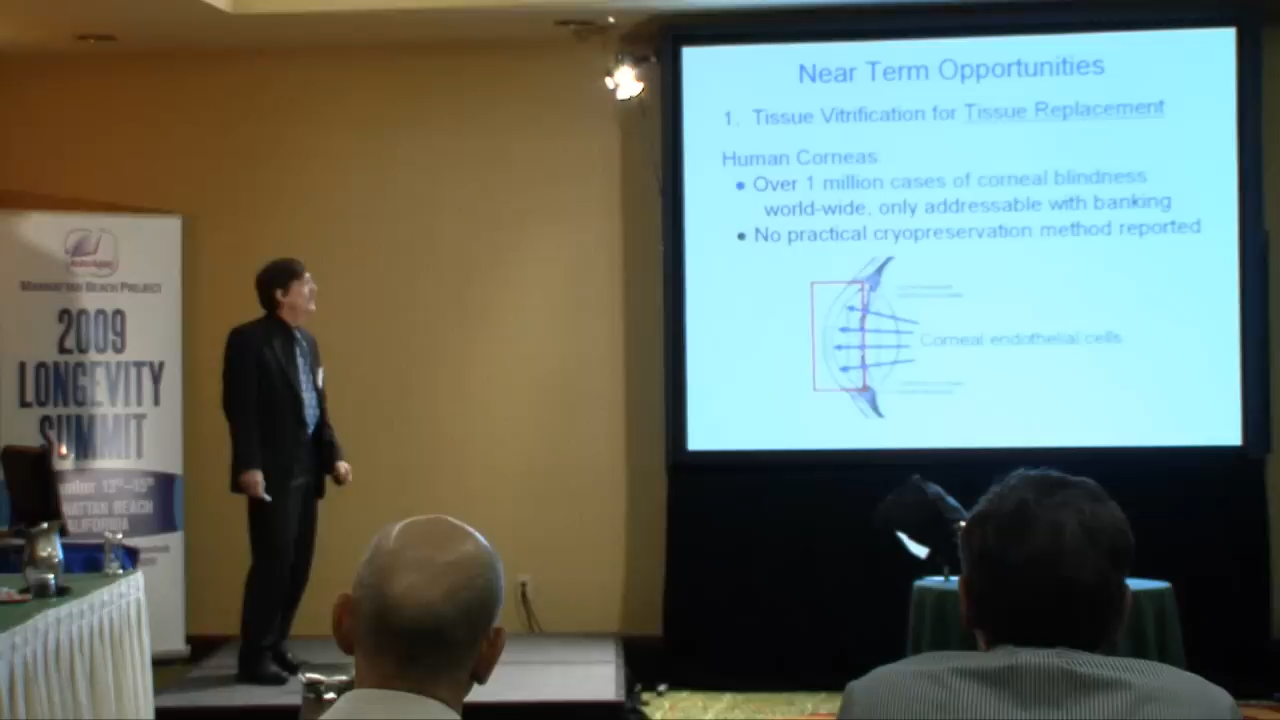 Near Term Opportunities
1. Tissue Vitrification for Tissue Replacement
Human Corneas
• Over 1 million cases of corneal blindness
world-wide, only addressable with banking
• No practical cryopreservation method reported
Corneal endothelial cells
MANHATTAN BEACH PROJECT
2009
LONGEVITY
SUMMIT
13th-15th